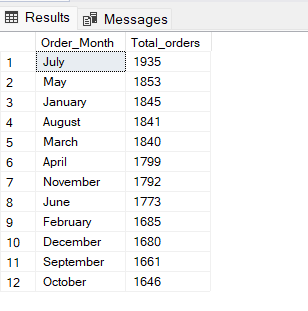 Results Messages
Order_Month Total_orders
1 July 1935
2 May 1853
3 January 1845
4 August 1841
5 March 1840
6 April 1799
7 November 1792
8 June 1773
9 February 1685
10 December 1680
11 September 1661
12 October 1646